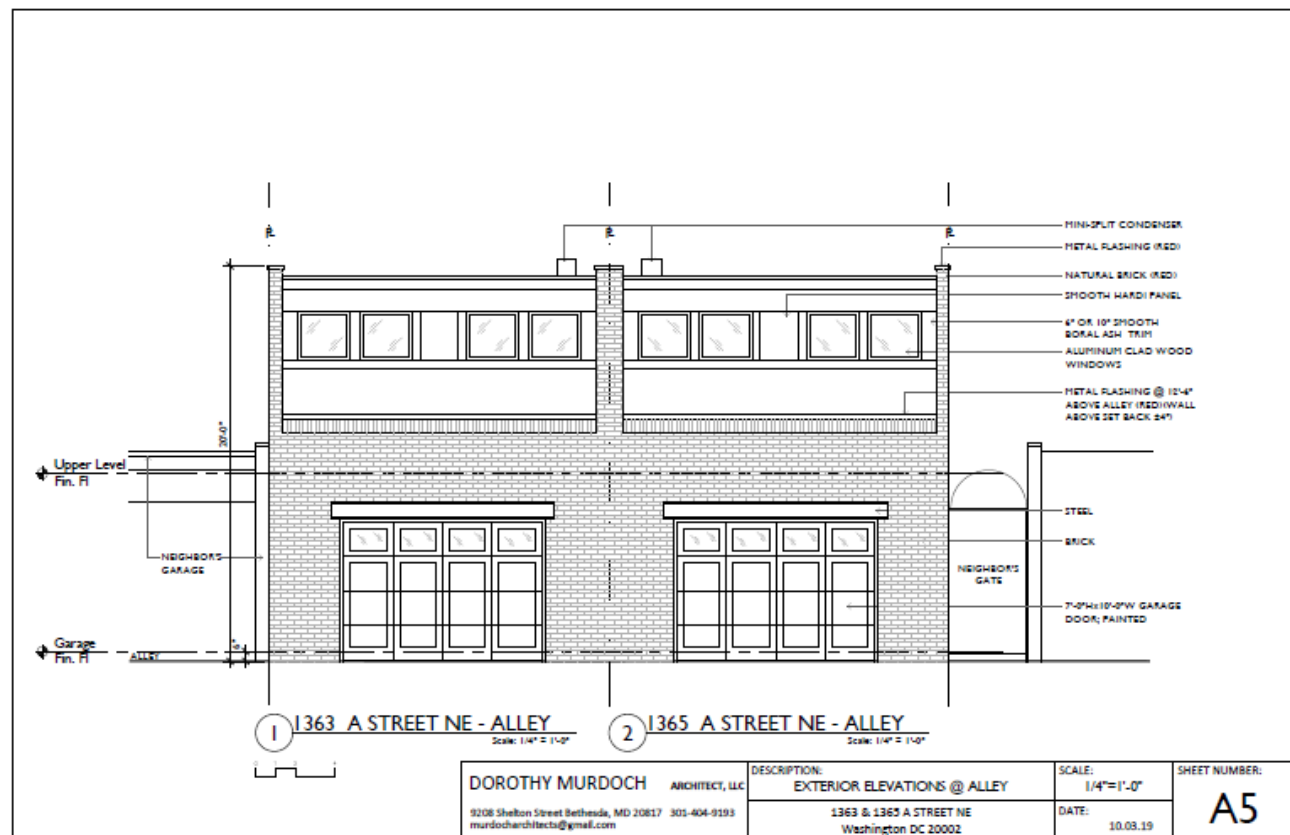 ℄
℄
℄
MINI-SPLIT CONDENSER
METAL FLASHING (RED)
NATURAL BRICK (RED)
SMOOTH HARDI PANEL
6" OR 10" SMOOTH
BORAL ASH TRIM
ALUMINUM CLAD WOOD
WINDOWS
METAL FLASHING @ 12'-6"
ABOVE ALLEY (RED)(WALL
ABOVE SET BACK ±4")
20'-0"
Upper Level
Fin. Fl
STEEL
BRICK
NEIGHBOR'S
GARAGE
NEIGHBOR'S
GATE
7'-0"Hx10'-0"W GARAGE
DOOR; PAINTED
Garage
Fin. Fl
6"
ALLEY
1 1363 A STREET NE - ALLEY
Scale: 1/4" = 1'-0"
2 1365 A STREET NE - ALLEY
Scale: 1/4" = 1'-0"
DOROTHY MURDOCH ARCHITECT, LLC
9208 Shelton Street Bethesda, MD 20817 301-404-9193
murdocharchitects@gmail.com
DESCRIPTION:
EXTERIOR ELEVATIONS @ ALLEY
1363 & 1365 A STREET NE
Washington DC 20002
SCALE:
1/4"=1'-0"
DATE:
10.03.19
SHEET NUMBER:
A5